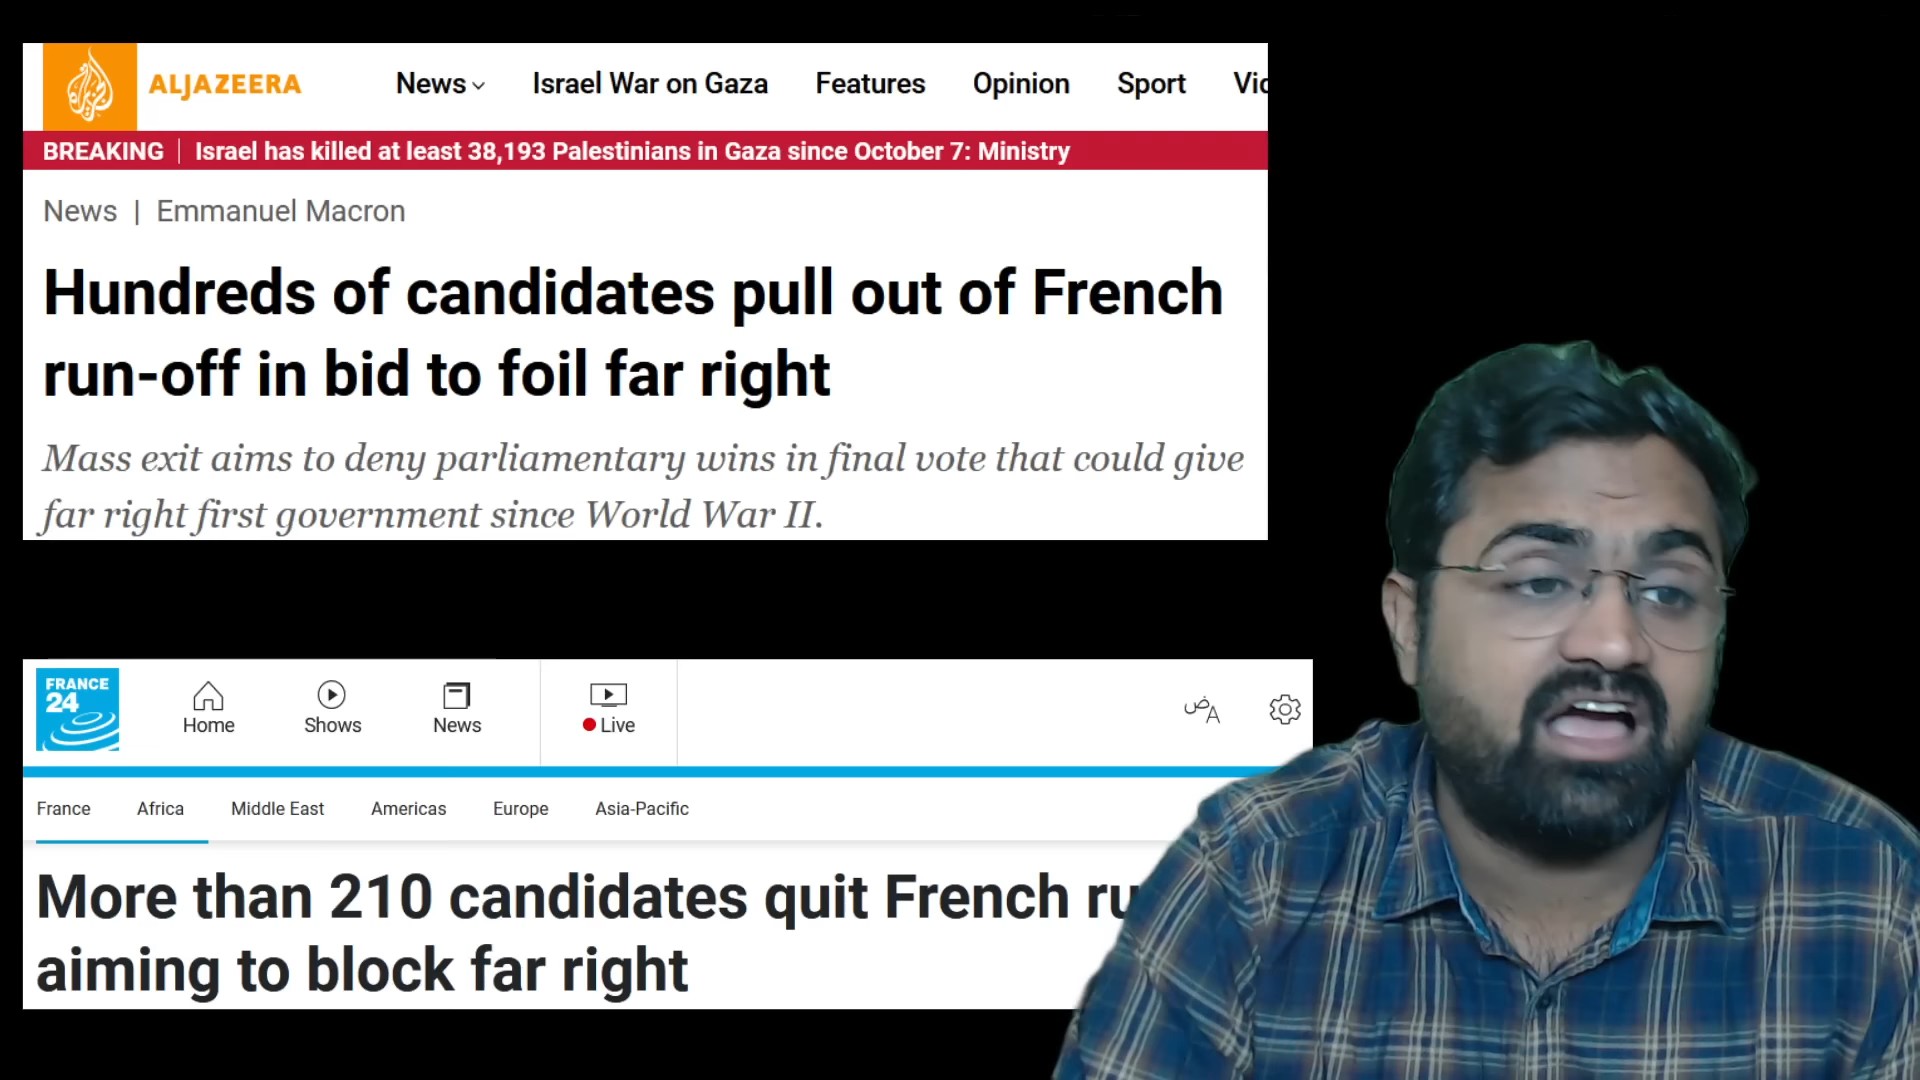 ALJAZEERA
News Israel War on Gaza Features Opinion Sport
BREAKING | Israel has killed at least 38,193 Palestinians in Gaza since October 7: Ministry
News | Emmanuel Macron
Hundreds of candidates pull out of French
run-off in bid to foil far right
Mass exit aims to deny parliamentary wins in final vote that could give
far right first government since World War II.
FRANCE
24
Home Shows News Live
ضA
France Africa Middle East Americas Europe Asia-Pacific
More than 210 candidates quit French
aiming to block far right